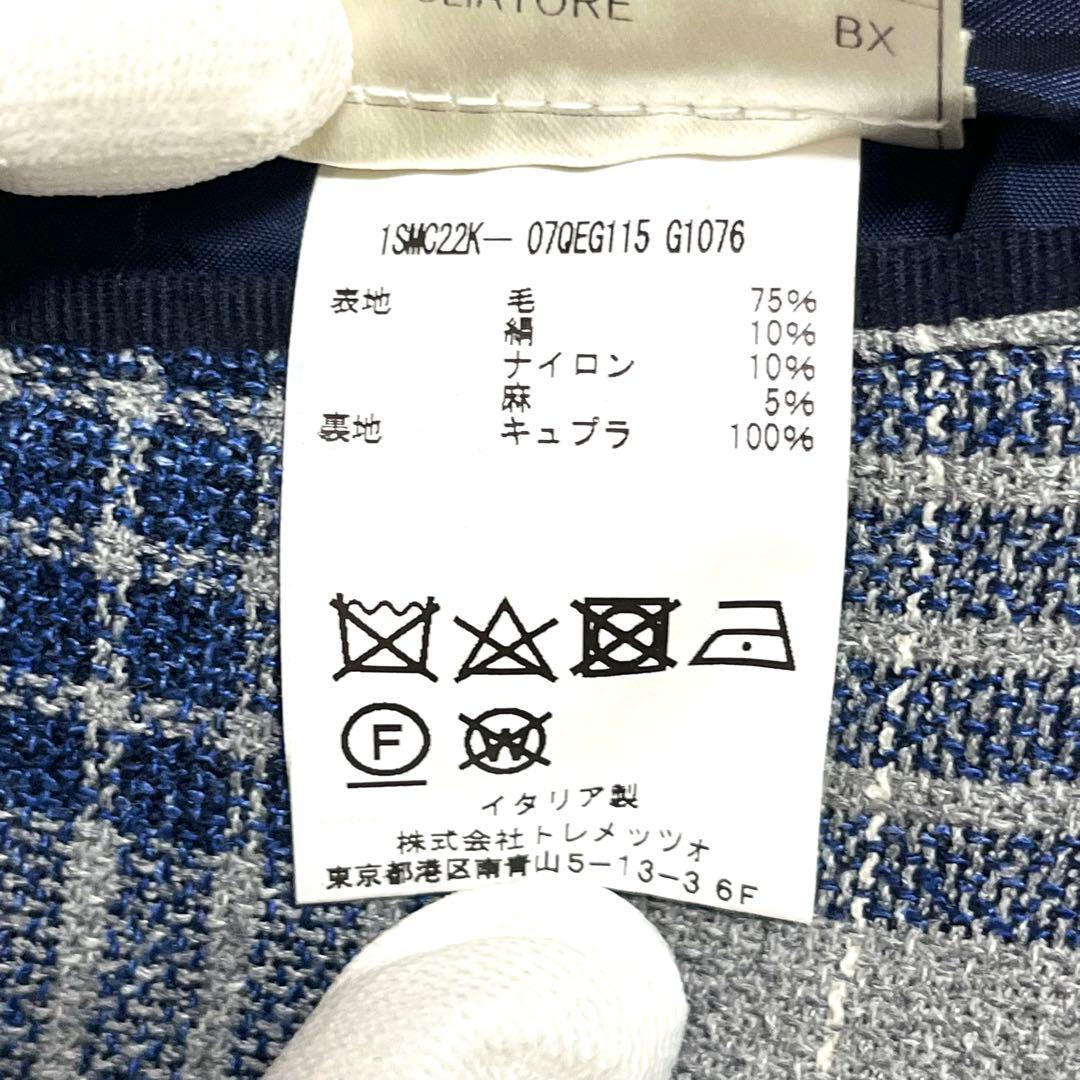 BX
1SMC22K— 07QEG115 G1076
表地 毛 75%
絹 10%
ナイロン 10%
麻 5%
裏地 キュプラ 100%
F
W
イタリア製
株式会社トレメッツォ
東京都港区南青山5-13-3 6F